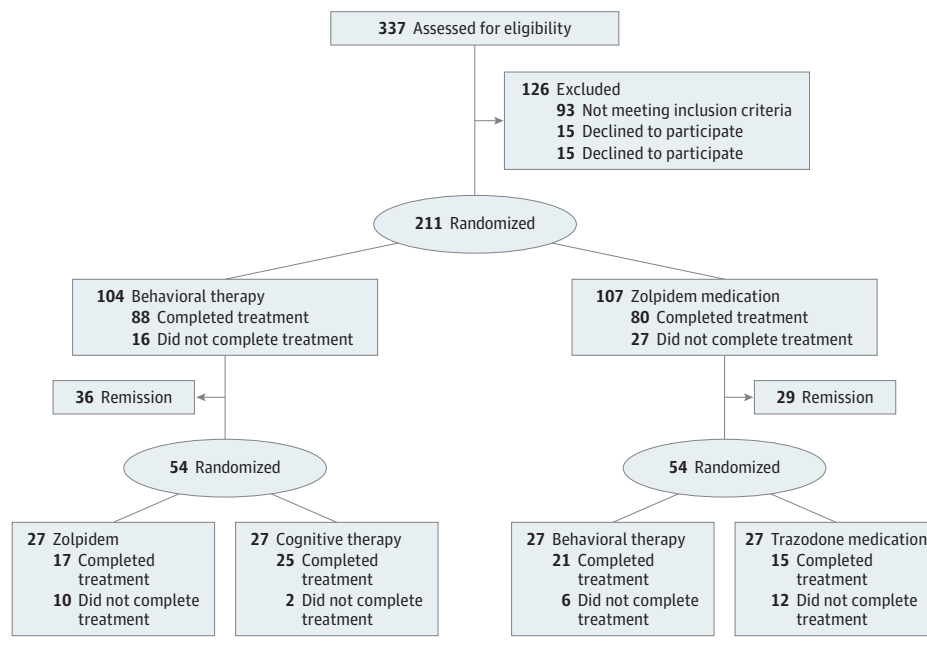 337 Assessed for eligibility
126 Excluded
93 Not meeting inclusion criteria
15 Declined to participate
15 Declined to participate
211 Randomized
104 Behavioral therapy
88 Completed treatment
16 Did not complete treatment
107 Zolpidem medication
80 Completed treatment
27 Did not complete treatment
36 Remission
29 Remission
54 Randomized
54 Randomized
27 Zolpidem
17 Completed
treatment
10 Did not complete
treatment
27 Cognitive therapy
25 Completed
treatment
2 Did not complete
treatment
27 Behavioral therapy
21 Completed
treatment
6 Did not complete
treatment
27 Trazodone medication
15 Completed
treatment
12 Did not complete
treatment